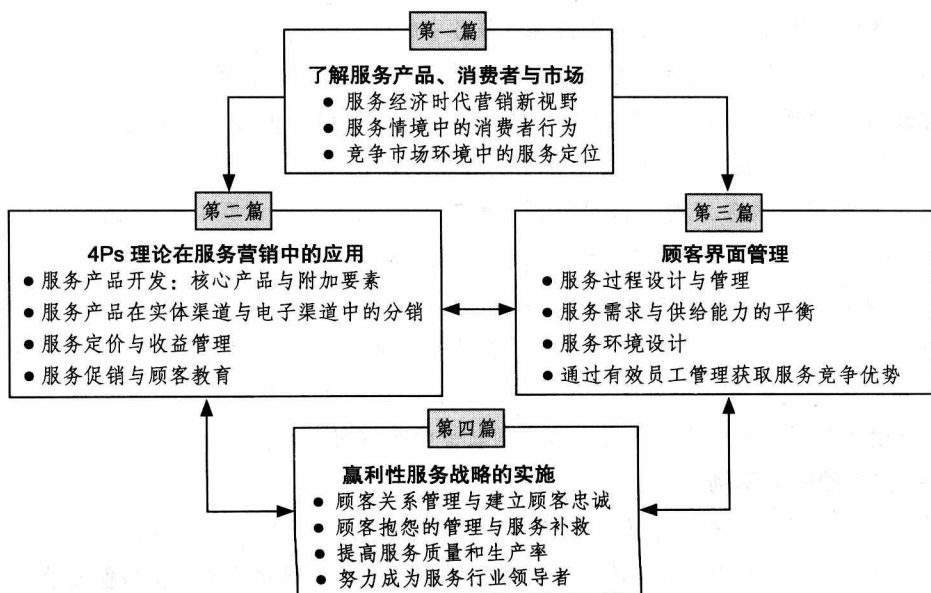 第一篇
了解服务产品、消费者与市场
● 服务经济时代营销新视野
● 服务情境中的消费者行为
● 竞争市场环境中的服务定位
第二篇
4Ps 理论在服务营销中的应用
● 服务产品开发：核心产品与附加要素
● 服务产品在实体渠道与电子渠道中的分销
● 服务定价与收益管理
● 服务促销与顾客教育
第三篇
顾客界面管理
● 服务过程设计与管理
● 服务需求与供给能力的平衡
● 服务环境设计
● 通过有效员工管理获取服务竞争优势
第四篇
赢利性服务战略的实施
● 顾客关系管理与建立顾客忠诚
● 顾客抱怨的管理与服务补救
● 提高服务质量和生产率
● 努力成为服务行业领导者